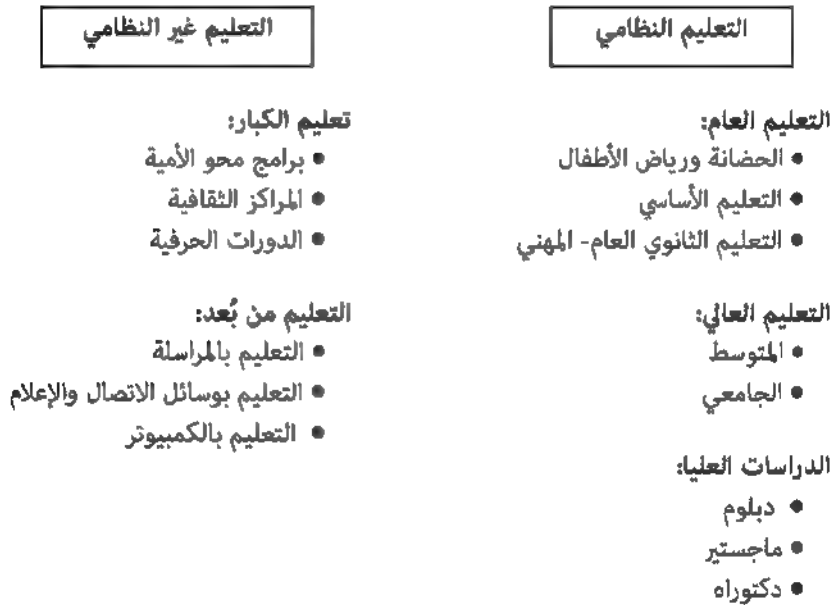 التعليم النظامي
التعليم العام:
• الحضانة ورياض الأطفال
• التعليم الأساسي
• التعليم الثانوي العام- المهني
التعليم العالي:
• المتوسط
• الجامعي
الدراسات العليا:
• دبلوم
• ماجستير
• دكتوراه
التعليم غير النظامي
تعليم الكبار:
• برامج محو الأمية
• المراكز الثقافية
• الدورات الحرفية
التعليم من بُعد:
• التعليم بالمراسلة
• التعليم بوسائل الاتصال والإعلام
• التعليم بالكمبيوتر